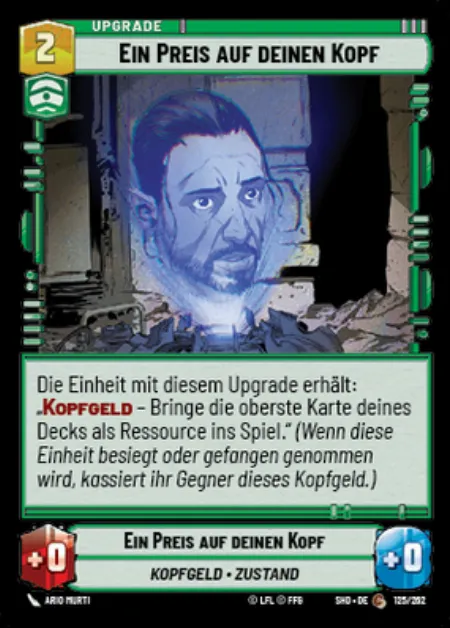 UPGRADE
2
EIN PREIS AUF DEINEN KOPF
Die Einheit mit diesem Upgrade erhält:
„KOPFGELD – Bringe die oberste Karte deines
Decks als Ressource ins Spiel.“ (Wenn diese
Einheit besiegt oder gefangen genommen
wird, kassiert ihr Gegner dieses Kopfgeld.)
+0
EIN PREIS AUF DEINEN KOPF
+0
KOPFGELD • ZUSTAND
ARIO MURTI
© LFL © FFG
SHD • DE
125/262